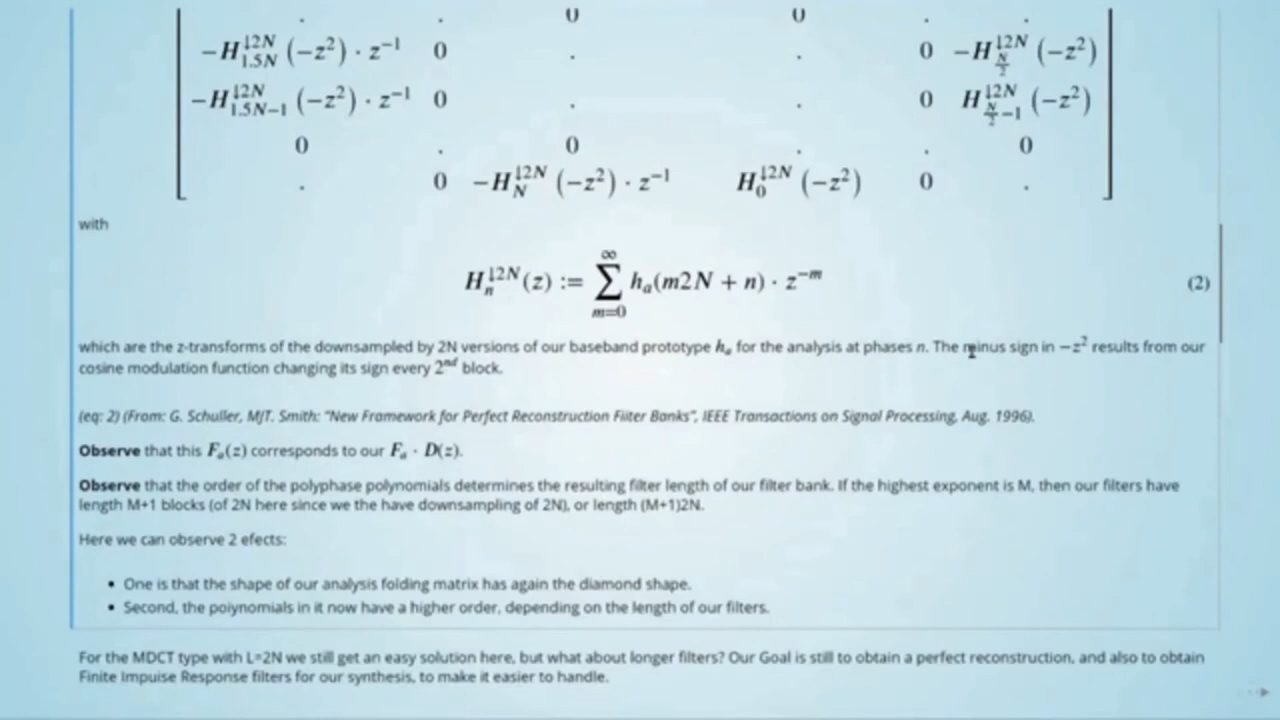 . . 0 0 . .
−H_{1.5N}^{↓2N} (−z²) · z⁻¹ 0 . . 0 −H_{N/2}^{↓2N} (−z²)
−H_{1.5N−1}^{↓2N} (−z²) · z⁻¹ 0 . . 0 H_{N/2−1}^{↓2N} (−z²)
0 . 0 . . 0
. 0 −H_N^{↓2N} (−z²) · z⁻¹ H_0^{↓2N} (−z²) 0 .
with
H_n^{↓2N}(z) := ∑_{m=0}^{∞} h_a(m2N + n) · z^{−m} (2)
which are the z-transforms of the downsampled by 2N versions of our baseband prototype h_a for the analysis at phases n. The minus sign in −z² results from our
cosine modulation function changing its sign every 2^{nd} block.
(eq: 2) (From: G. Schuller, MJT. Smith: "New Framework for Perfect Reconstruction Filter Banks", IEEE Transactions on Signal Processing, Aug. 1996).
Observe that this F_a(z) corresponds to our F_a · D(z).
Observe that the order of the polyphase polynomials determines the resulting filter length of our filter bank. If the highest exponent is M, then our filters have
length M+1 blocks (of 2N here since we the have downsampling of 2N), or length (M+1)2N.
Here we can observe 2 efects:
• One is that the shape of our analysis folding matrix has again the diamond shape.
• Second, the polynomials in it now have a higher order, depending on the length of our filters.
For the MDCT type with L=2N we still get an easy solution here, but what about longer filters? Our Goal is still to obtain a perfect reconstruction, and also to obtain
Finite Impulse Response filters for our synthesis, to make it easier to handle.